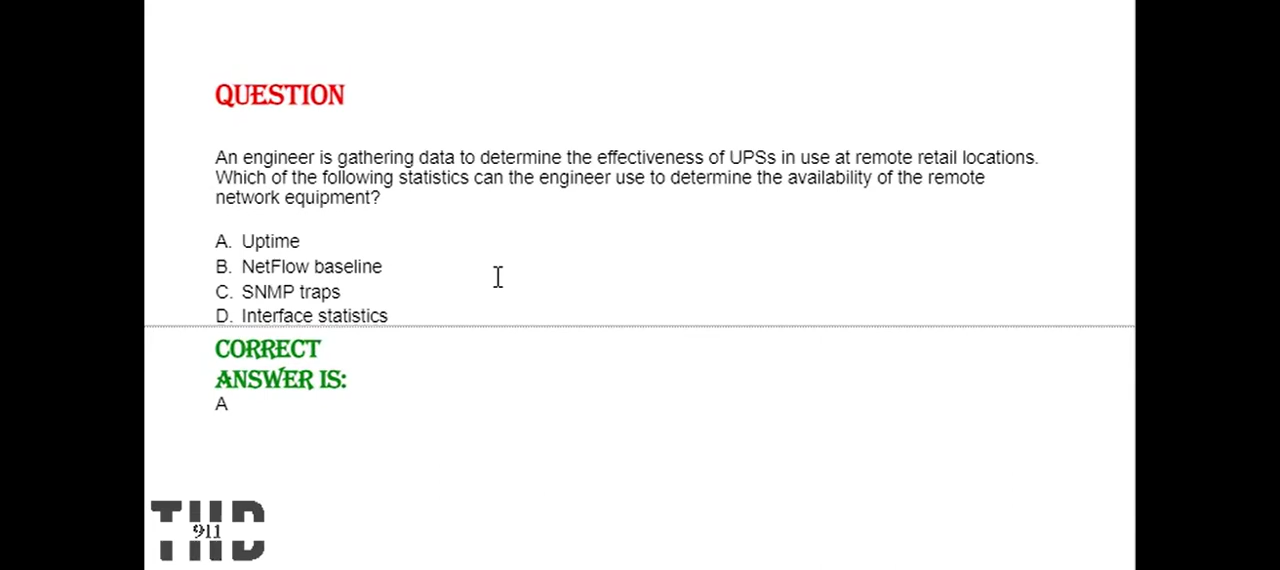 QUESTION
An engineer is gathering data to determine the effectiveness of UPSs in use at remote retail locations.
Which of the following statistics can the engineer use to determine the availability of the remote
network equipment?
A. Uptime
B. NetFlow baseline
C. SNMP traps
D. Interface statistics
CORRECT
ANSWER IS:
A
THD
911